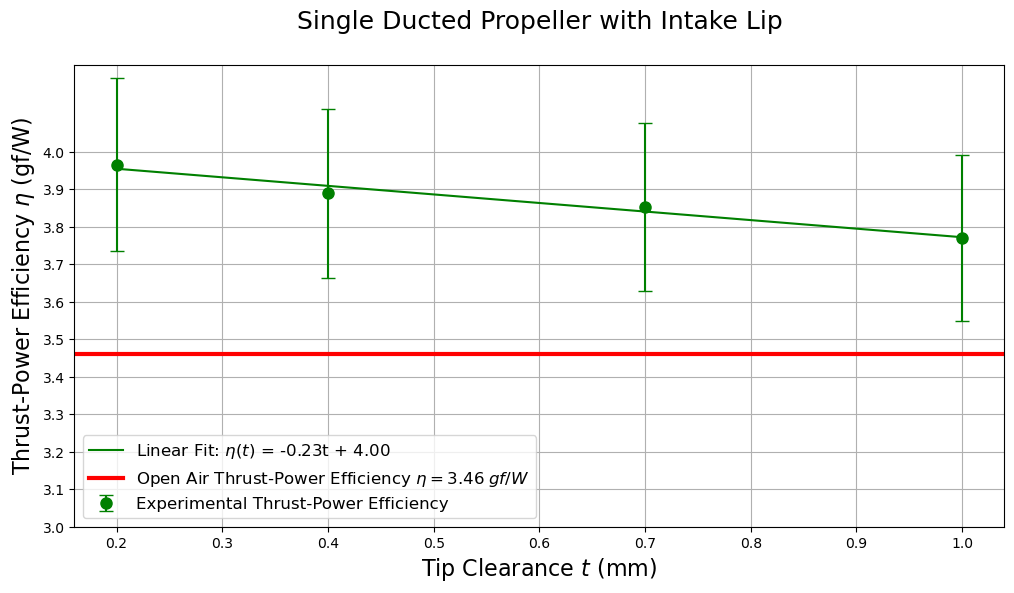 Single Ducted Propeller with Intake Lip
Thrust-Power Efficiency η (gf/W)
4.0
3.9
3.8
3.7
3.6
3.5
3.4
3.3
3.2
3.1
3.0
Linear Fit: η(t) = -0.23t + 4.00
Open Air Thrust-Power Efficiency η = 3.46 gf/W
Experimental Thrust-Power Efficiency
0.2 0.3 0.4 0.5 0.6 0.7 0.8 0.9 1.0
Tip Clearance t (mm)